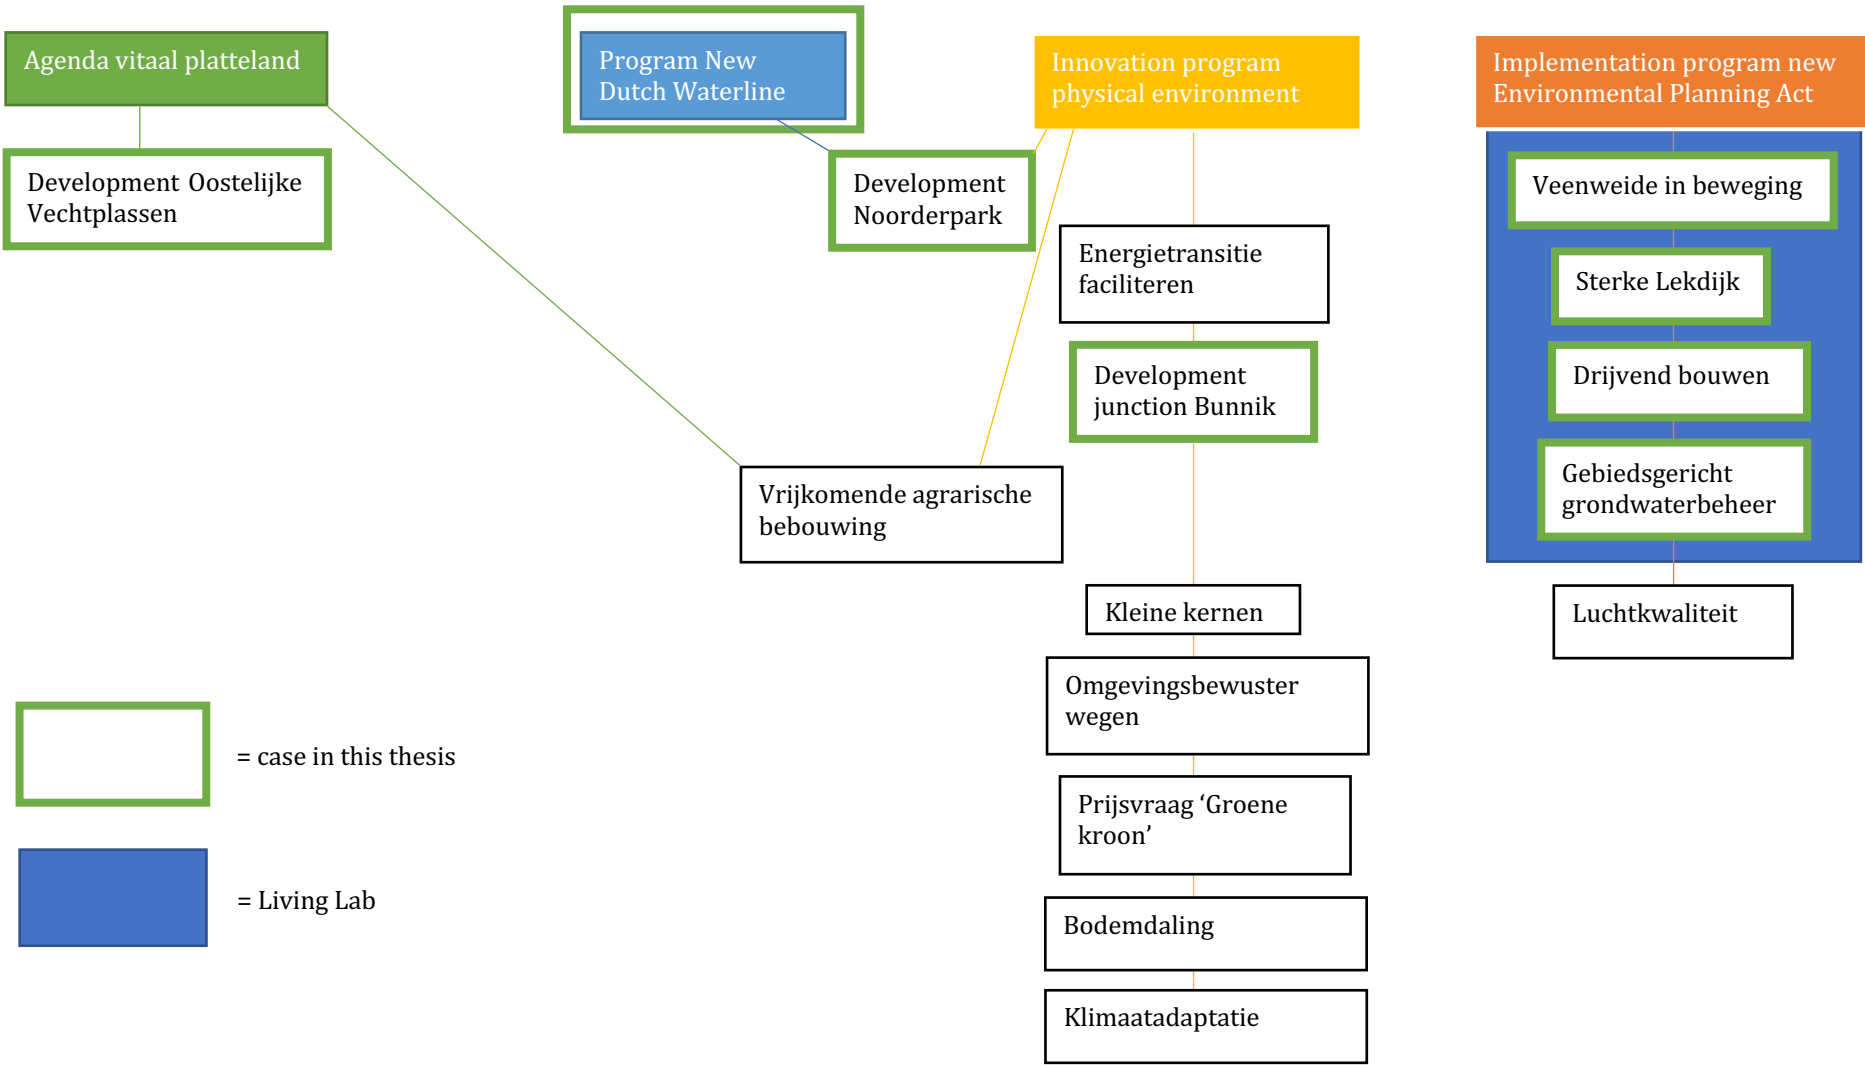 Agenda vitaal platteland
Program New
Dutch Waterline
Innovation program
physical environment
Implementation program new
Environmental Planning Act
Development Oostelijke
Vechtplassen
Development
Noorderpark
Veenweide in beweging
Energietransitie
faciliteren
Sterke Lekdijk
Development
junction Bunnik
Drijvend bouwen
Vrijkomende agrarische
bebouwing
Gebiedsgericht
grondwaterbeheer
Kleine kernen
Luchtkwaliteit
Omgevingsbewuster
wegen
= case in this thesis
Prijsvraag ‘Groene
kroon’
= Living Lab
Bodemdaling
Klimaatadaptatie